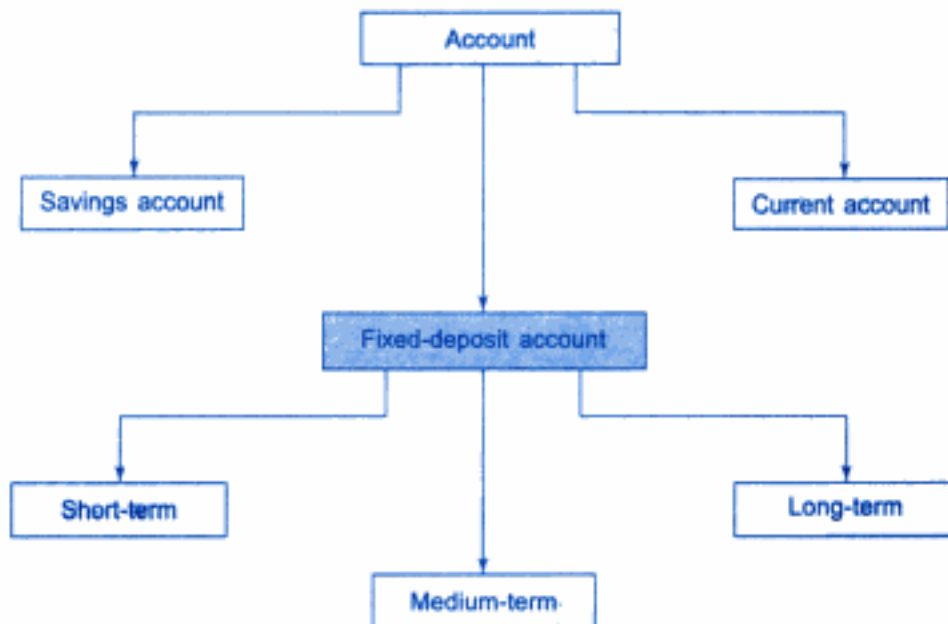 Account
Savings account
Current account
Fixed-deposit account
Short-term
Long-term
Medium-term